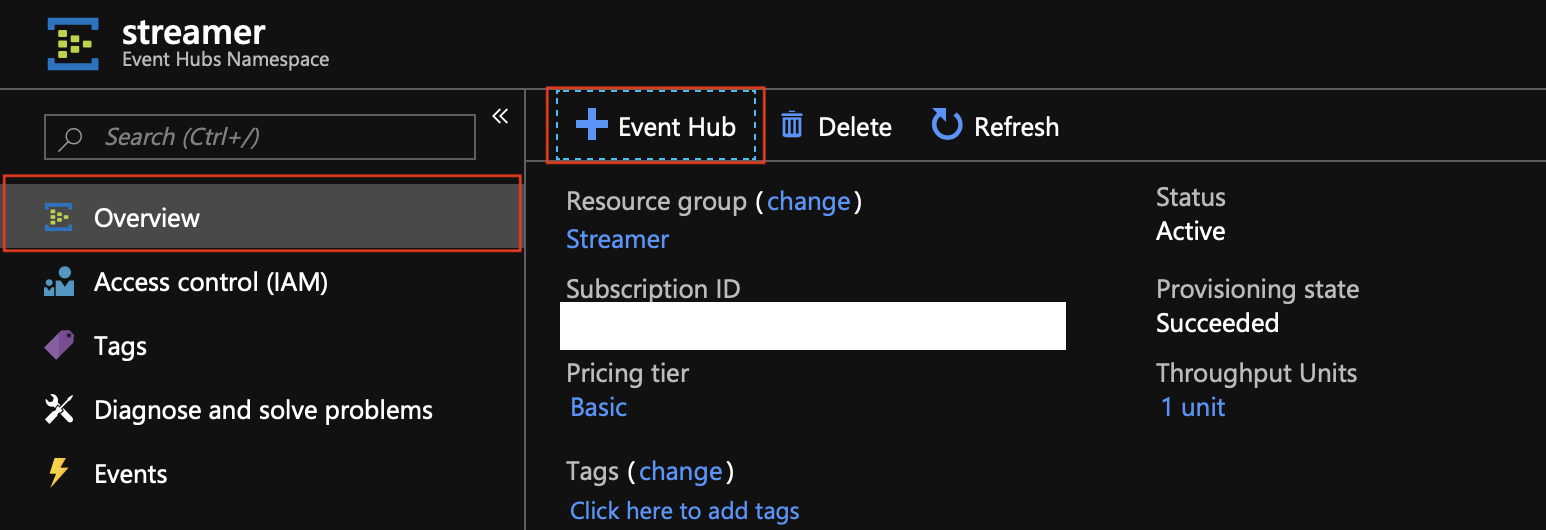 streamer
Event Hubs Namespace
Search (Ctrl+/)
«
Overview
Access control (IAM)
Tags
Diagnose and solve problems
Events
Event Hub
Delete
Refresh
Resource group (change)
Streamer
Subscription ID
Pricing tier
Basic
Tags (change)
Click here to add tags
Status
Active
Provisioning state
Succeeded
Throughput Units
1 unit